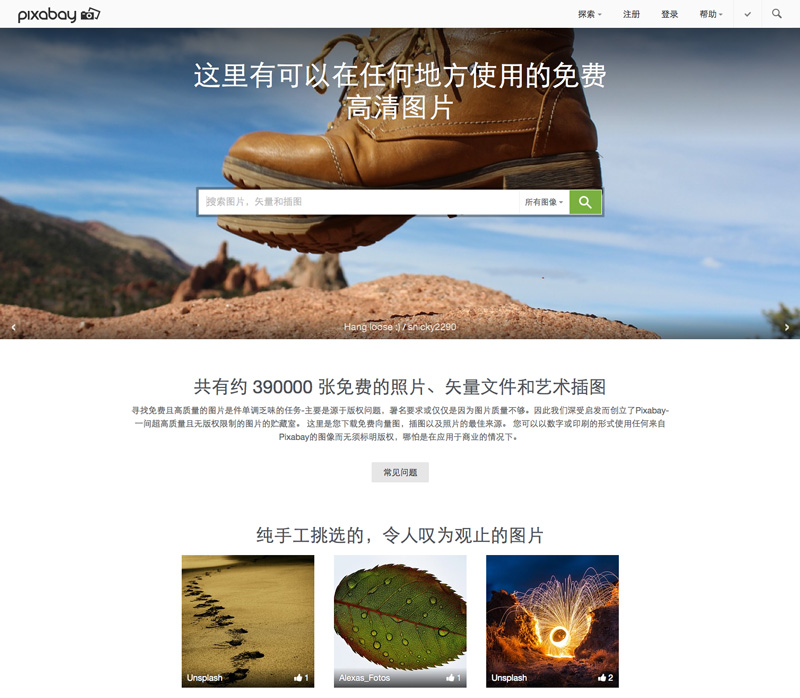 pixabay
探索 注册 登录 帮助
这里有可以在任何地方使用的免费
高清图片
搜索图片，矢量和插图 所有图像
Hang loose :) / snicky2290
共有约 390000 张免费的照片、矢量文件和艺术插图
寻找免费且高质量的图片是件单调乏味的任务-主要是源于版权问题，署名要求或仅仅是因为图片质量不够。因此我们深受启发而创立了Pixabay-
一间超高质量且无版权限制的图片的贮藏室。 这里是您下载免费向量图，插图以及照片的最佳来源。 您可以以数字或印刷的形式使用任何来自
Pixabay的图像而无须标明版权，哪怕是在应用于商业的情况下。
常见问题
纯手工挑选的，令人叹为观止的图片
Unsplash 1 Alexas_Fotos 1 Unsplash 2